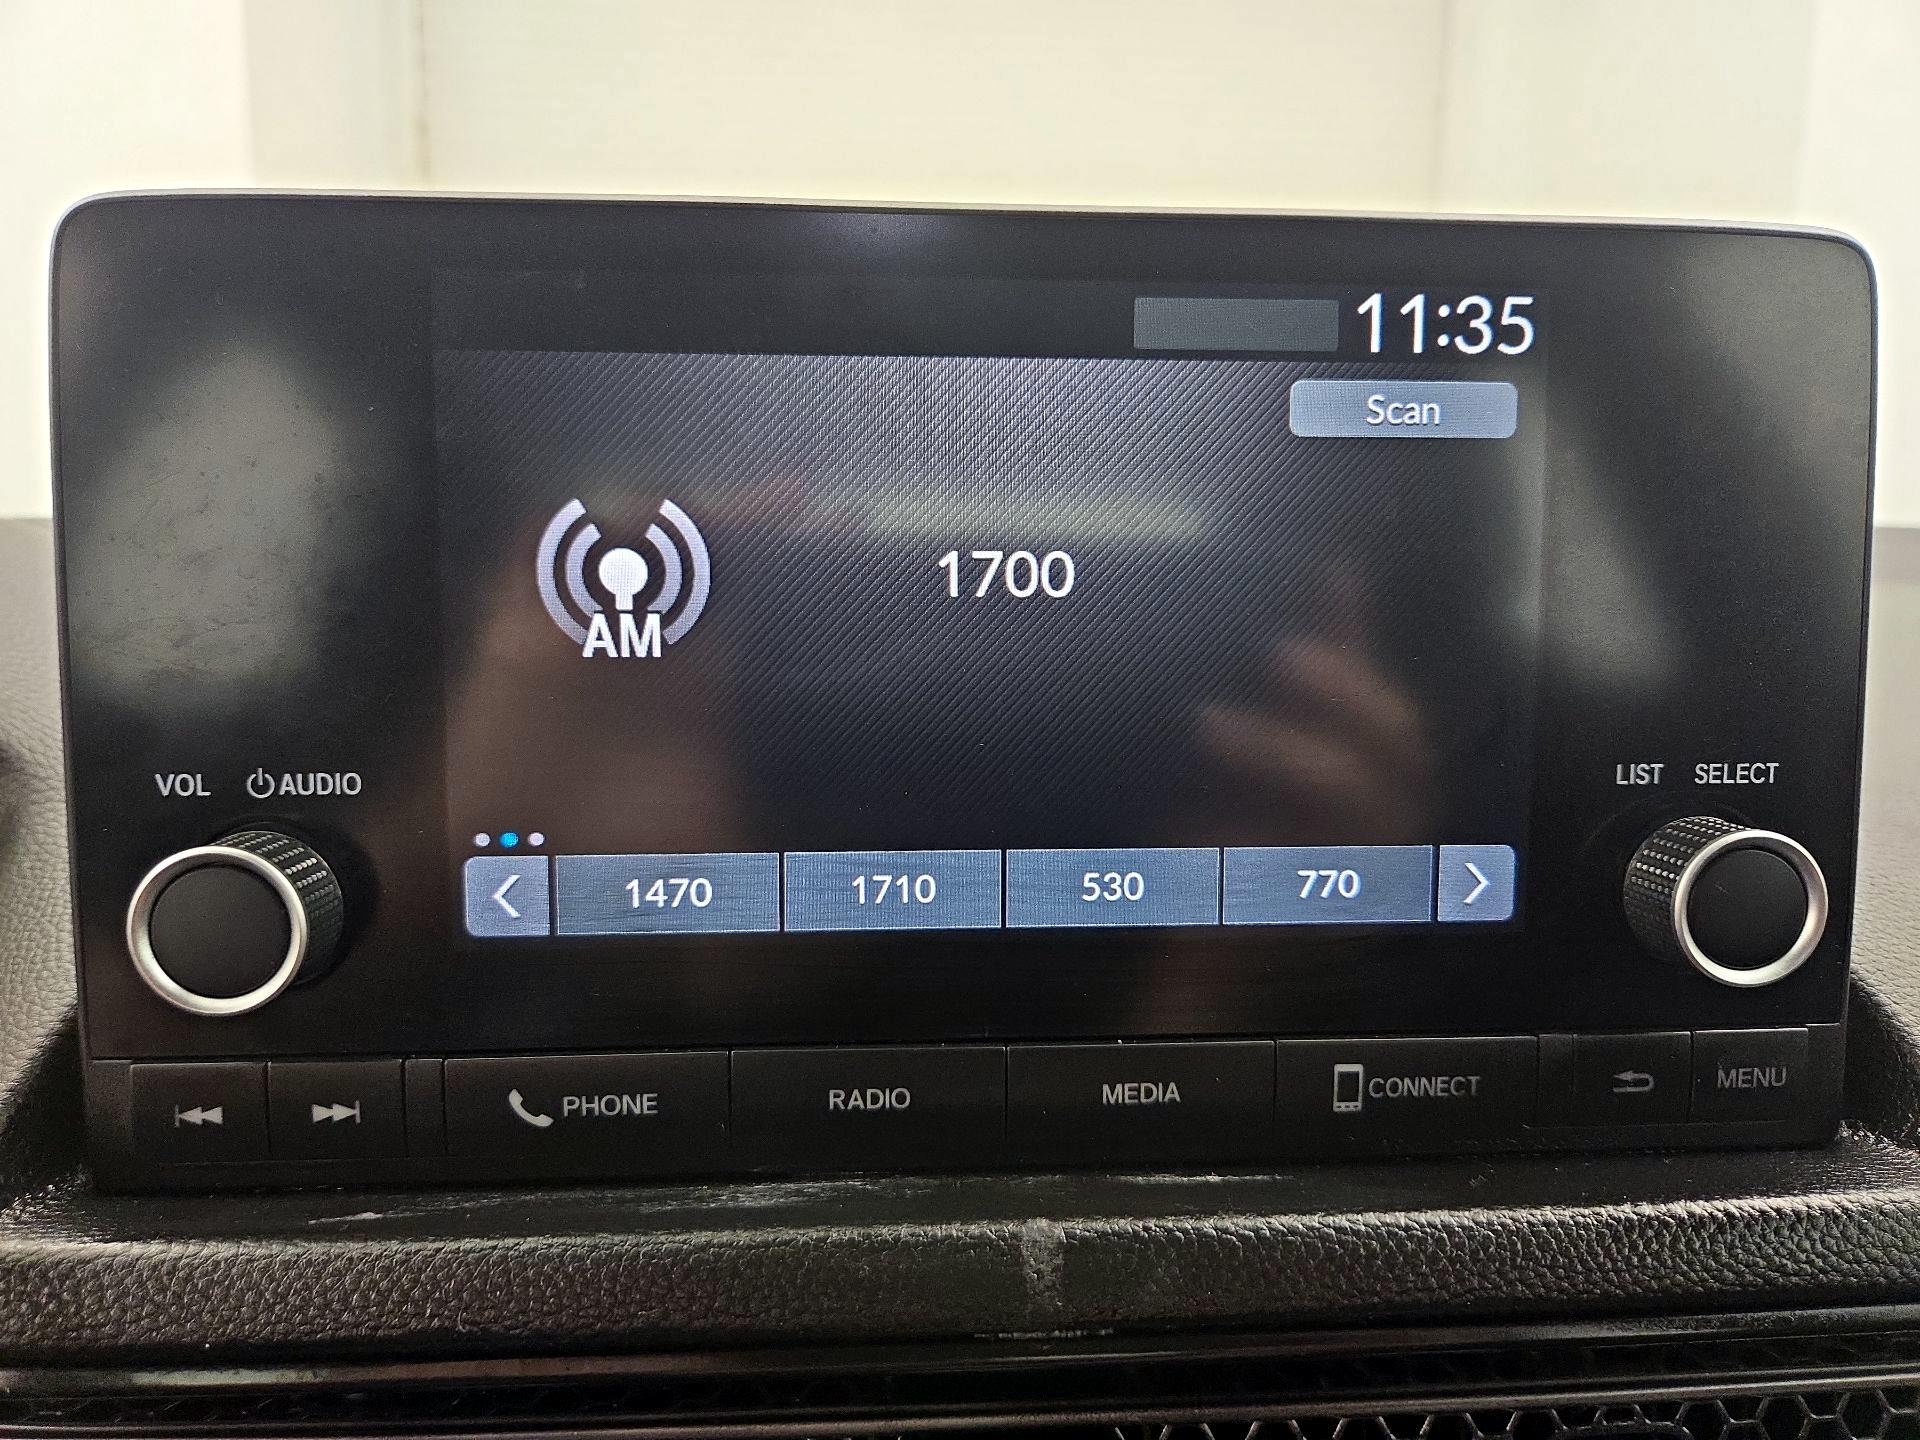 11:35
Scan
AM
1700
VOL AUDIO
LIST SELECT
1470 1710 530 770
PHONE RADIO MEDIA CONNECT MENU